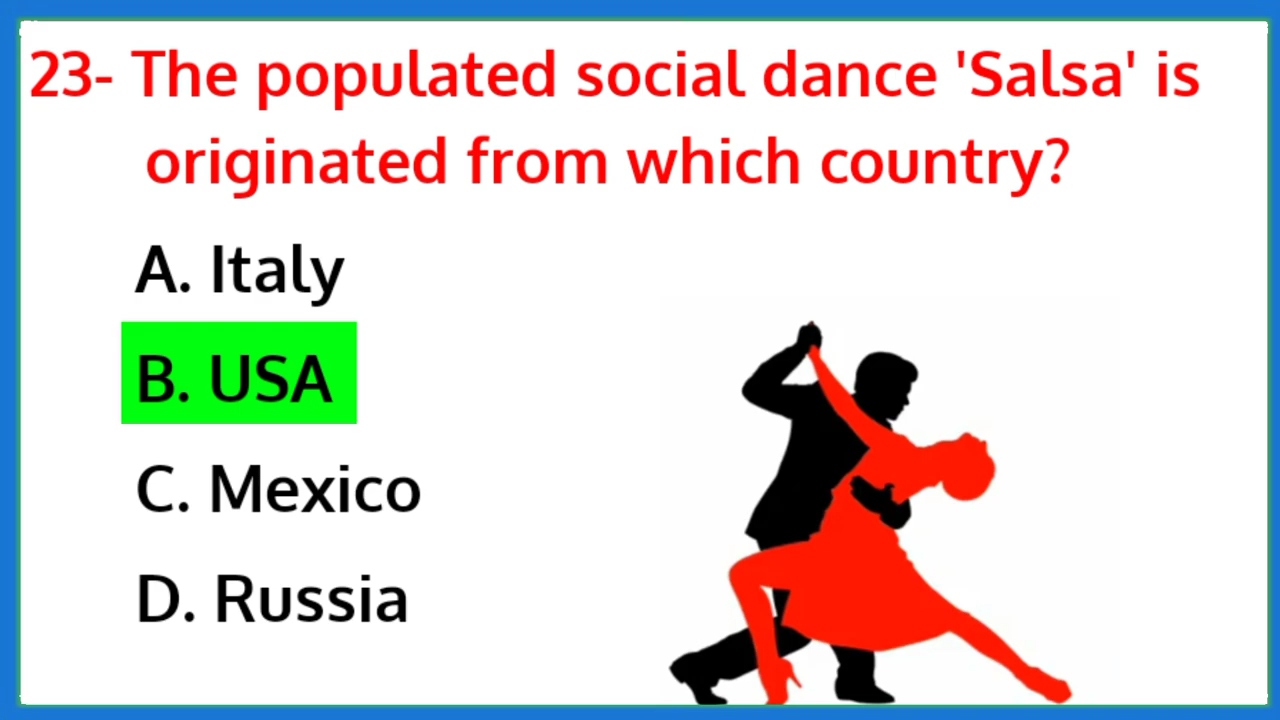 23- The populated social dance 'Salsa' is
originated from which country?
A. Italy
B. USA
C. Mexico
D. Russia